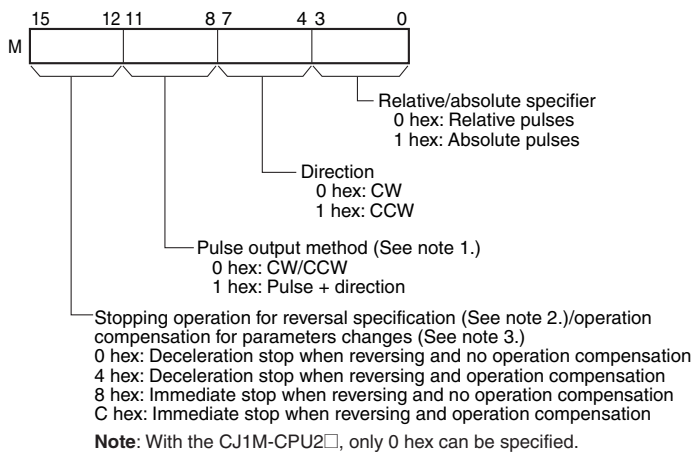 15 12 11 8 7 4 3 0
M
Relative/absolute specifier
0 hex: Relative pulses
1 hex: Absolute pulses
Direction
0 hex: CW
1 hex: CCW
Pulse output method (See note 1.)
0 hex: CW/CCW
1 hex: Pulse + direction
Stopping operation for reversal specification (See note 2.)/operation
compensation for parameters changes (See note 3.)
0 hex: Deceleration stop when reversing and no operation compensation
4 hex: Deceleration stop when reversing and operation compensation
8 hex: Immediate stop when reversing and no operation compensation
C hex: Immediate stop when reversing and operation compensation
Note: With the CJ1M-CPU2□, only 0 hex can be specified.